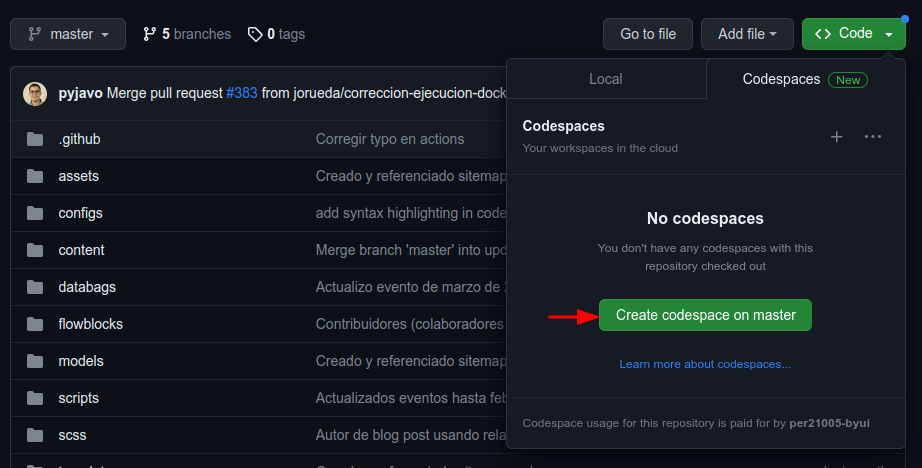 master 5 branches 0 tags Go to file Add file Code
Local Codespaces New
pyjavo Merge pull request #383 from jorueda/correccion-ejecucion-dock
Codespaces
Your workspaces in the cloud
.github Corregir typo en actions
assets Creado y referenciado sitemap
configs add syntax highlighting in code
No codespaces
You don't have any codespaces with this
repository checked out
content Merge branch 'master' into upd
databags Actualizo evento de marzo de
flowblocks Contribuidores (colaboradores
Create codespace on master
models Creado y referenciado sitemap
Learn more about codespaces...
scripts Actualizados eventos hasta feb
scss Autor de blog post usando rela
Codespace usage for this repository is paid for by per21005-byui